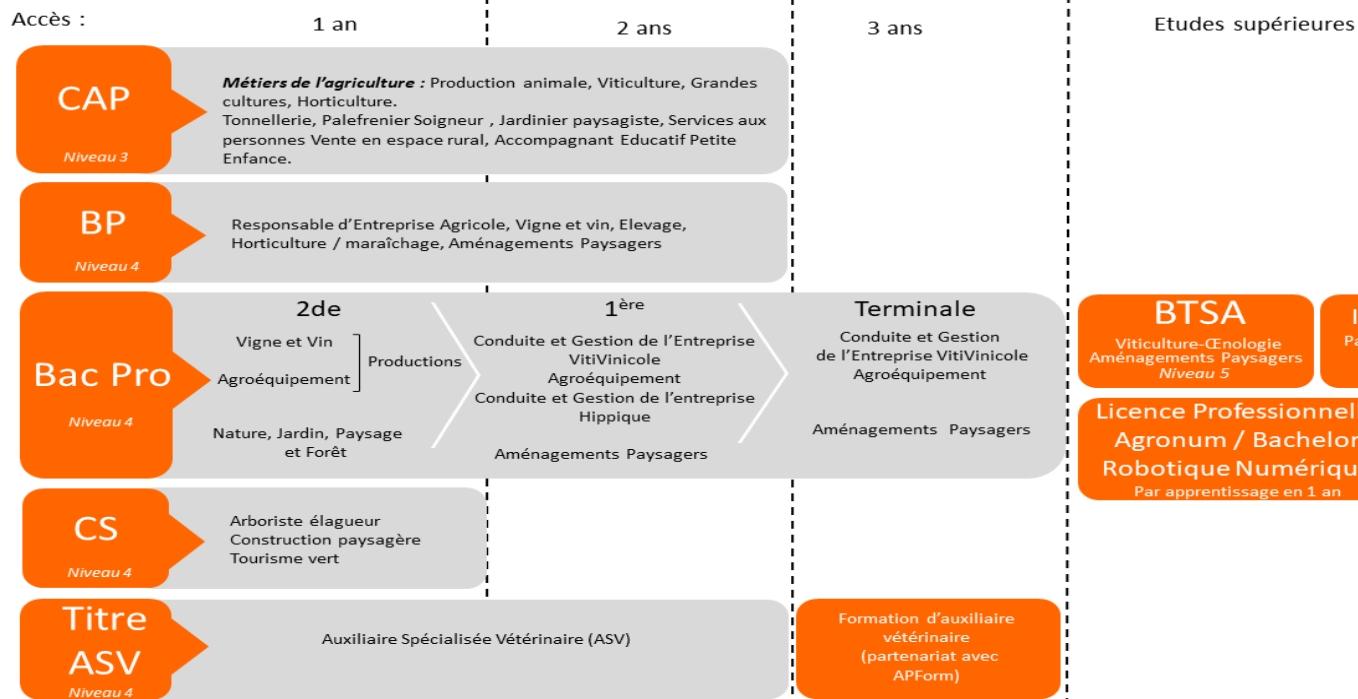 Accès :
1 an
2 ans
3 ans
Etudes supérieures
CAP
Niveau 3
Métiers de l'agriculture : Production animale, Viticulture, Grandes
cultures, Horticulture.
Tonnellerie, Palefrenier Soigneur , Jardinier paysagiste, Services aux
personnes Vente en espace rural, Accompagnant Educatif Petite
Enfance.
BP
Niveau 4
Responsable d'Entreprise Agricole, Vigne et vin, Elevage,
Horticulture / maraîchage, Aménagements Paysagers
Bac Pro
Niveau 4
2de
Vigne et Vin
Productions
Agroéquipement
Nature, Jardin, Paysage
et Forêt
1ère
Conduite et Gestion de l'Entreprise
VitiVinicole
Agroéquipement
Conduite et Gestion de l'entreprise
Hippique
Aménagements Paysagers
Terminale
Conduite et Gestion
de l'Entreprise VitiVinicole
Agroéquipement
Aménagements Paysagers
BTSA
Viticulture-Œnologie
Aménagements Paysagers
Niveau 5
Licence Professionnel
Agronum / Bachelor
Robotique Numériqu
Par apprentissage en 1 an
CS
Niveau 4
Arboriste élagueur
Construction paysagère
Tourisme vert
Titre
ASV
Niveau 4
Auxiliaire Spécialisée Vétérinaire (ASV)
Formation d'auxiliaire
vétérinaire
(partenariat avec
APForm)